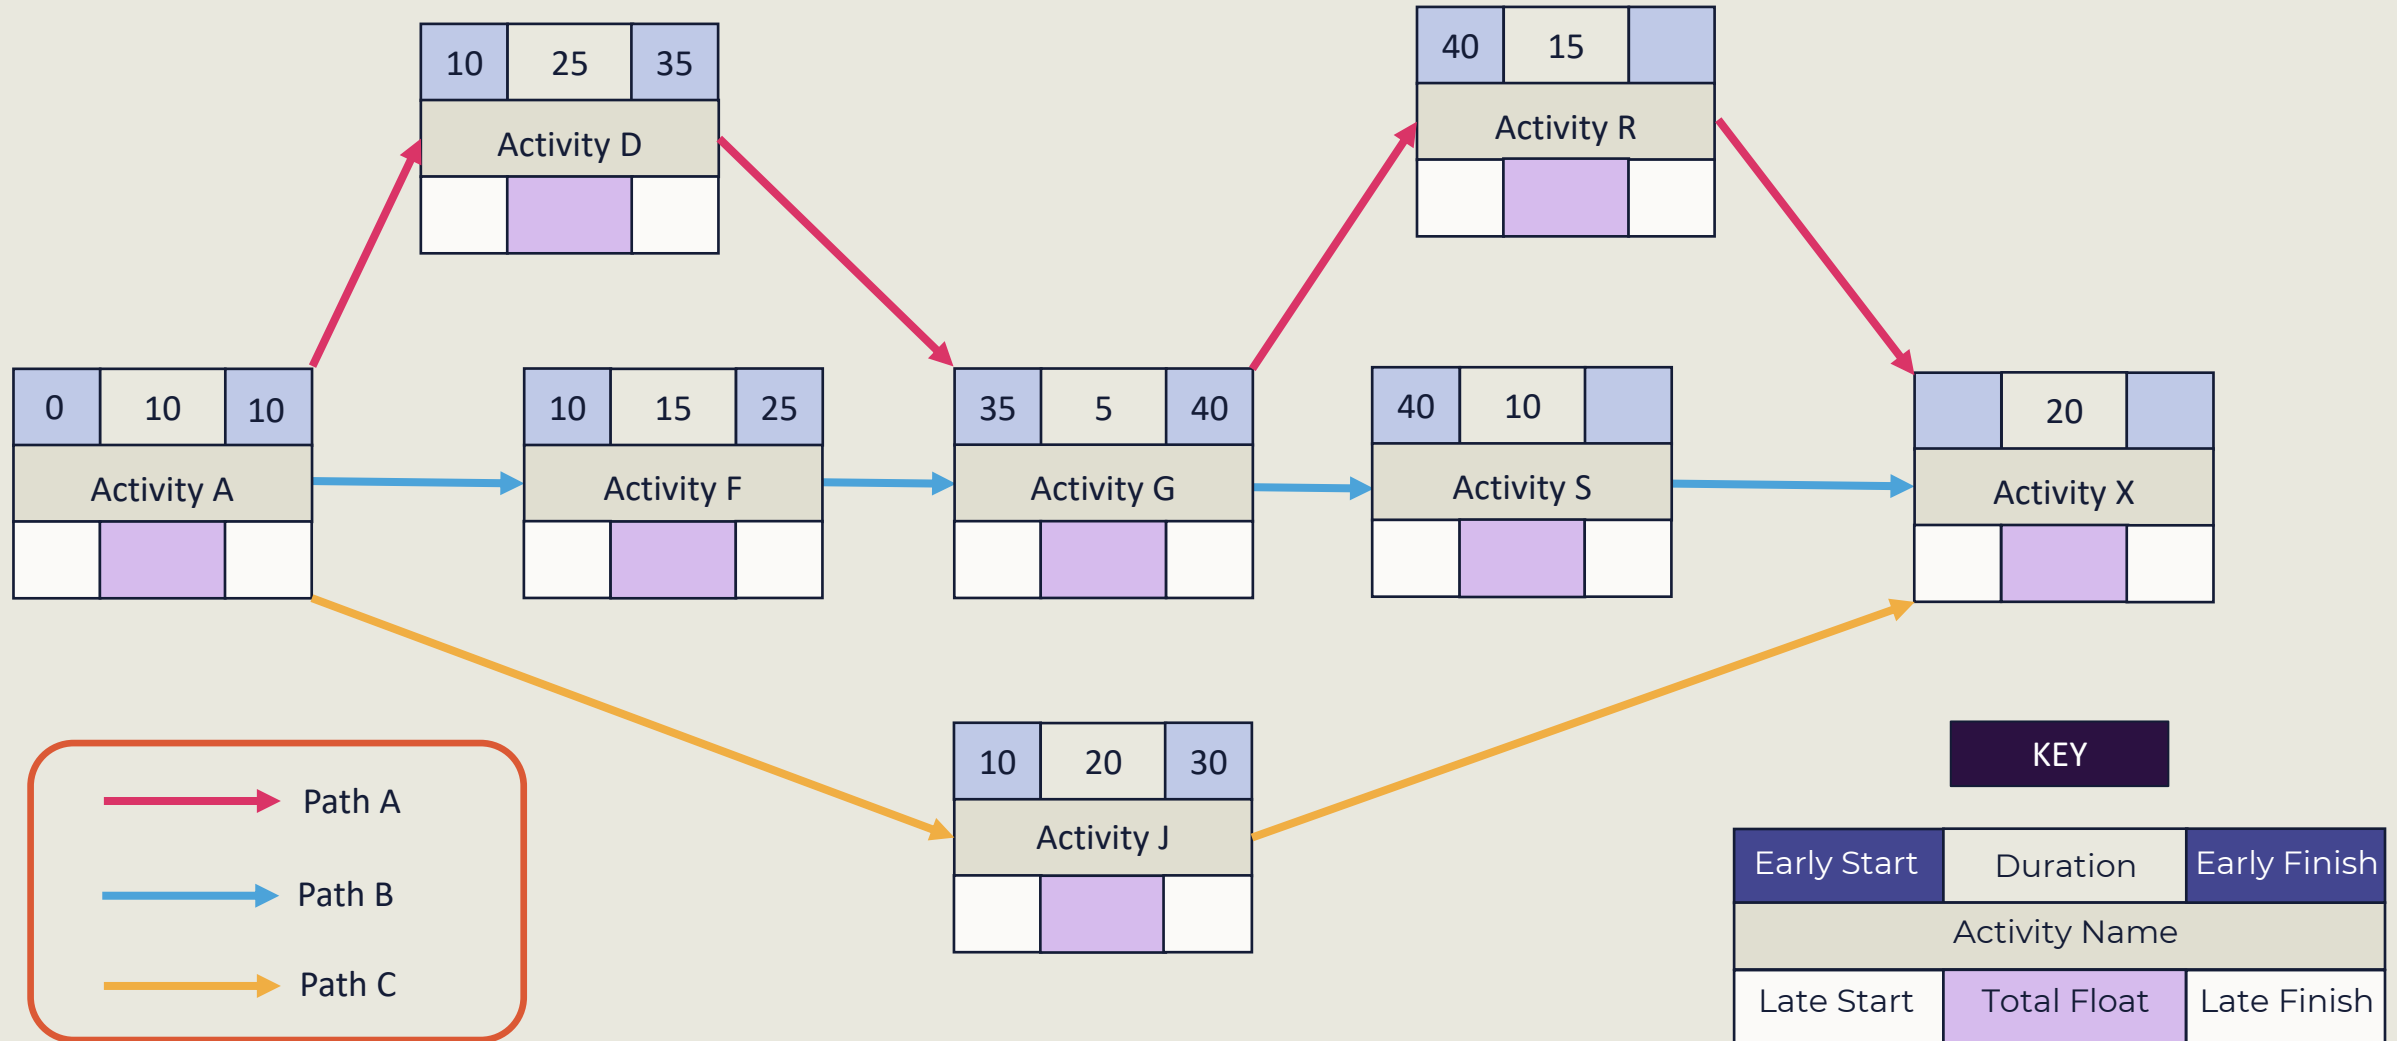 10 25 35
Activity D
40 15
Activity R
0 10 10
Activity A
10 15 25
Activity F
35 5 40
Activity G
40 10
Activity S
20
Activity X
10 20 30
Activity J
Path A
Path B
Path C
KEY
Early Start Duration Early Finish
Activity Name
Late Start Total Float Late Finish